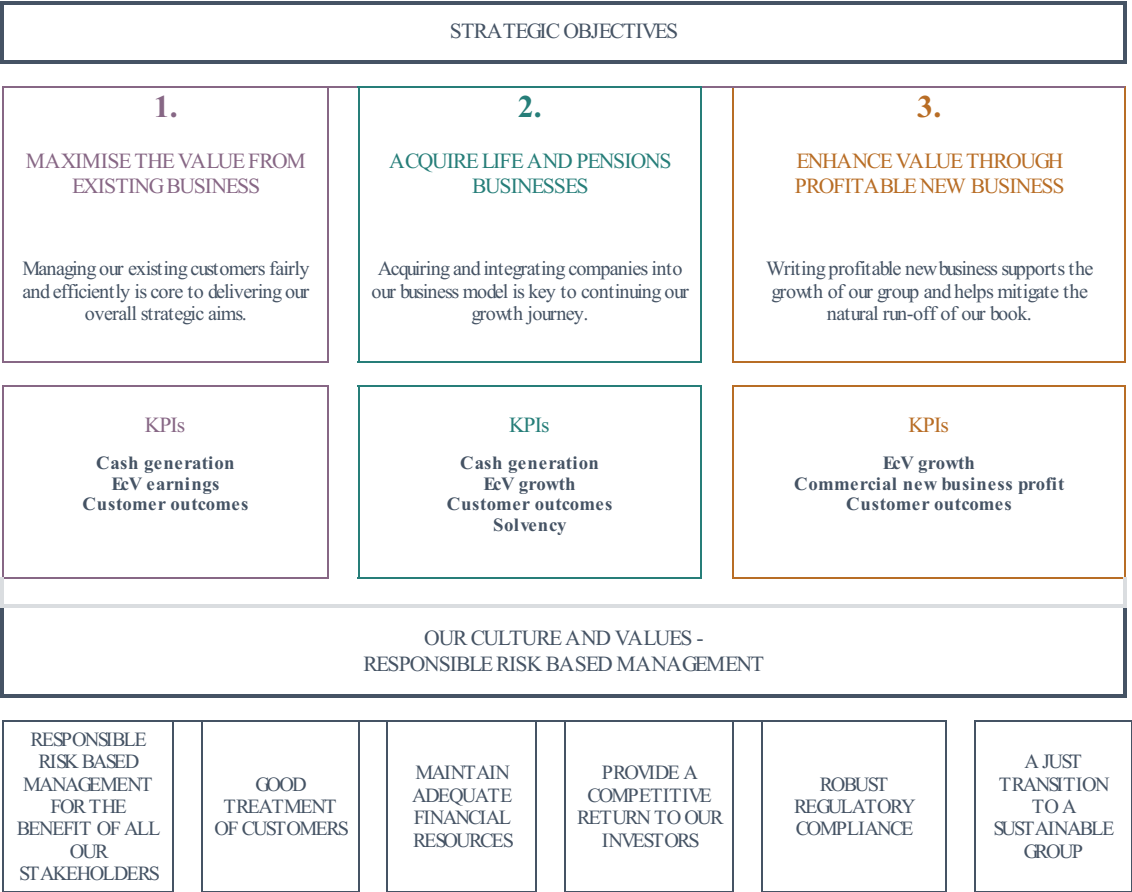 STRATEGIC OBJECTIVES
1.
MAXIMISE THE VALUE FROM
EXISTING BUSINESS
Managing our existing customers fairly
and efficiently is core to delivering our
overall strategic aims.
2.
ACQUIRE LIFE AND PENSIONS
BUSINESSES
Acquiring and integrating companies into
our business model is key to continuing our
growth journey.
3.
ENHANCE VALUE THROUGH
PROFITABLE NEW BUSINESS
Writing profitable new business supports the
growth of our group and helps mitigate the
natural run-off of our book.
KPIs
Cash generation
EcV earnings
Customer outcomes
KPIs
Cash generation
EcV growth
Customer outcomes
Solvency
KPIs
EcV growth
Commercial new business profit
Customer outcomes
OUR CULTURE AND VALUES -
RESPONSIBLE RISK BASED MANAGEMENT
RESPONSIBLE
RISK BASED
MANAGEMENT
FOR THE
BENEFIT OF ALL
OUR
STAKEHOLDERS
GOOD
TREATMENT
OF CUSTOMERS
MAINTAIN
ADEQUATE
FINANCIAL
RESOURCES
PROVIDE A
COMPETITIVE
RETURN TO OUR
INVESTORS
ROBUST
REGULATORY
COMPLIANCE
A JUST
TRANSITION
TO A
SUSTAINABLE
GROUP